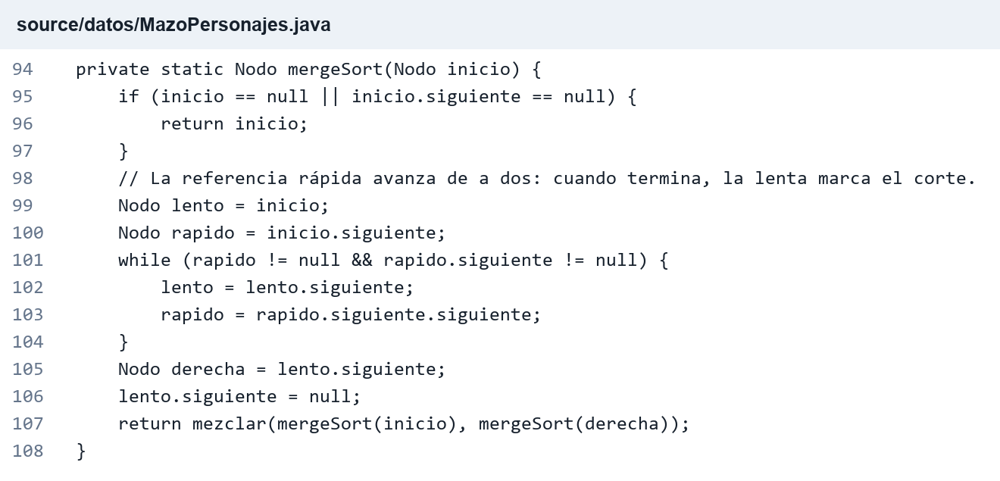 source/datos/MazoPersonajes.java
94 private static Nodo mergeSort(Nodo inicio) {
95 if (inicio == null || inicio.siguiente == null) {
96 return inicio;
97 }
98 // La referencia rápida avanza de a dos: cuando termina, la lenta marca el corte.
99 Nodo lento = inicio;
100 Nodo rapido = inicio.siguiente;
101 while (rapido != null && rapido.siguiente != null) {
102 lento = lento.siguiente;
103 rapido = rapido.siguiente.siguiente;
104 }
105 Nodo derecha = lento.siguiente;
106 lento.siguiente = null;
107 return mezclar(mergeSort(inicio), mergeSort(derecha));
108 }